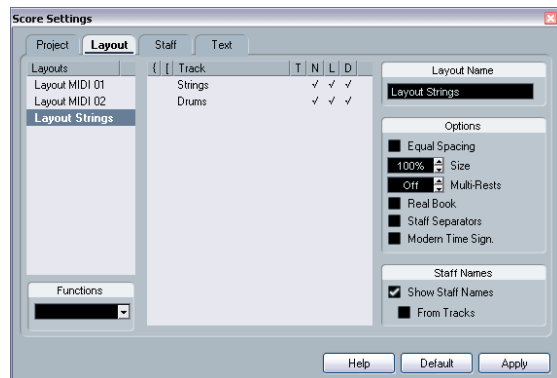 Score Settings
Project Layout Staff Text
Layouts
Layout MIDI 01
Layout MIDI 02
Layout Strings
Functions
{ [ Track T N L D
Strings √ √ √
Drums √ √ √
Layout Name
Layout Strings
Options
Equal Spacing
100% Size
Off Multi-Rests
Real Book
Staff Separators
Modern Time Sign.
Staff Names
Show Staff Names
From Tracks
Help Default Apply